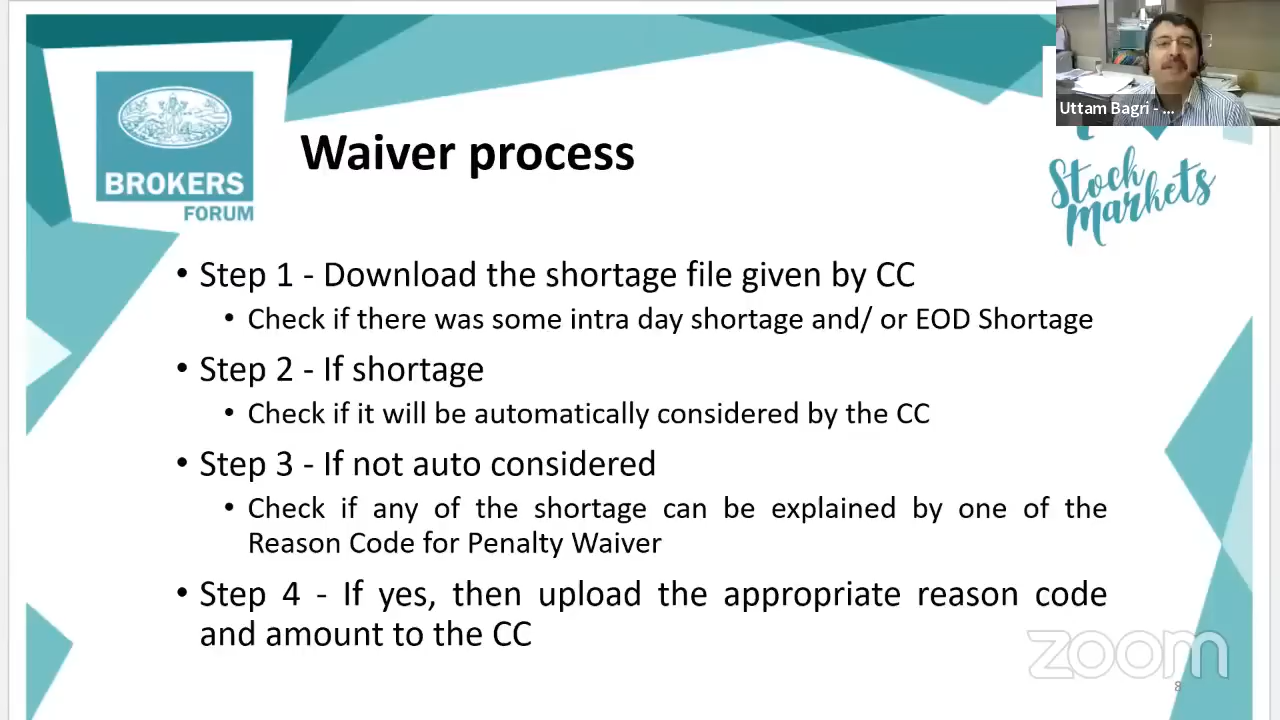 Uttam Bagri - ...
BROKERS
FORUM
Waiver process
Stock
markets
• Step 1 - Download the shortage file given by CC
• Check if there was some intra day shortage and/ or EOD Shortage
• Step 2 - If shortage
• Check if it will be automatically considered by the CC
• Step 3 - If not auto considered
• Check if any of the shortage can be explained by one of the
Reason Code for Penalty Waiver
• Step 4 - If yes, then upload the appropriate reason code
and amount to the CC
zoom
8